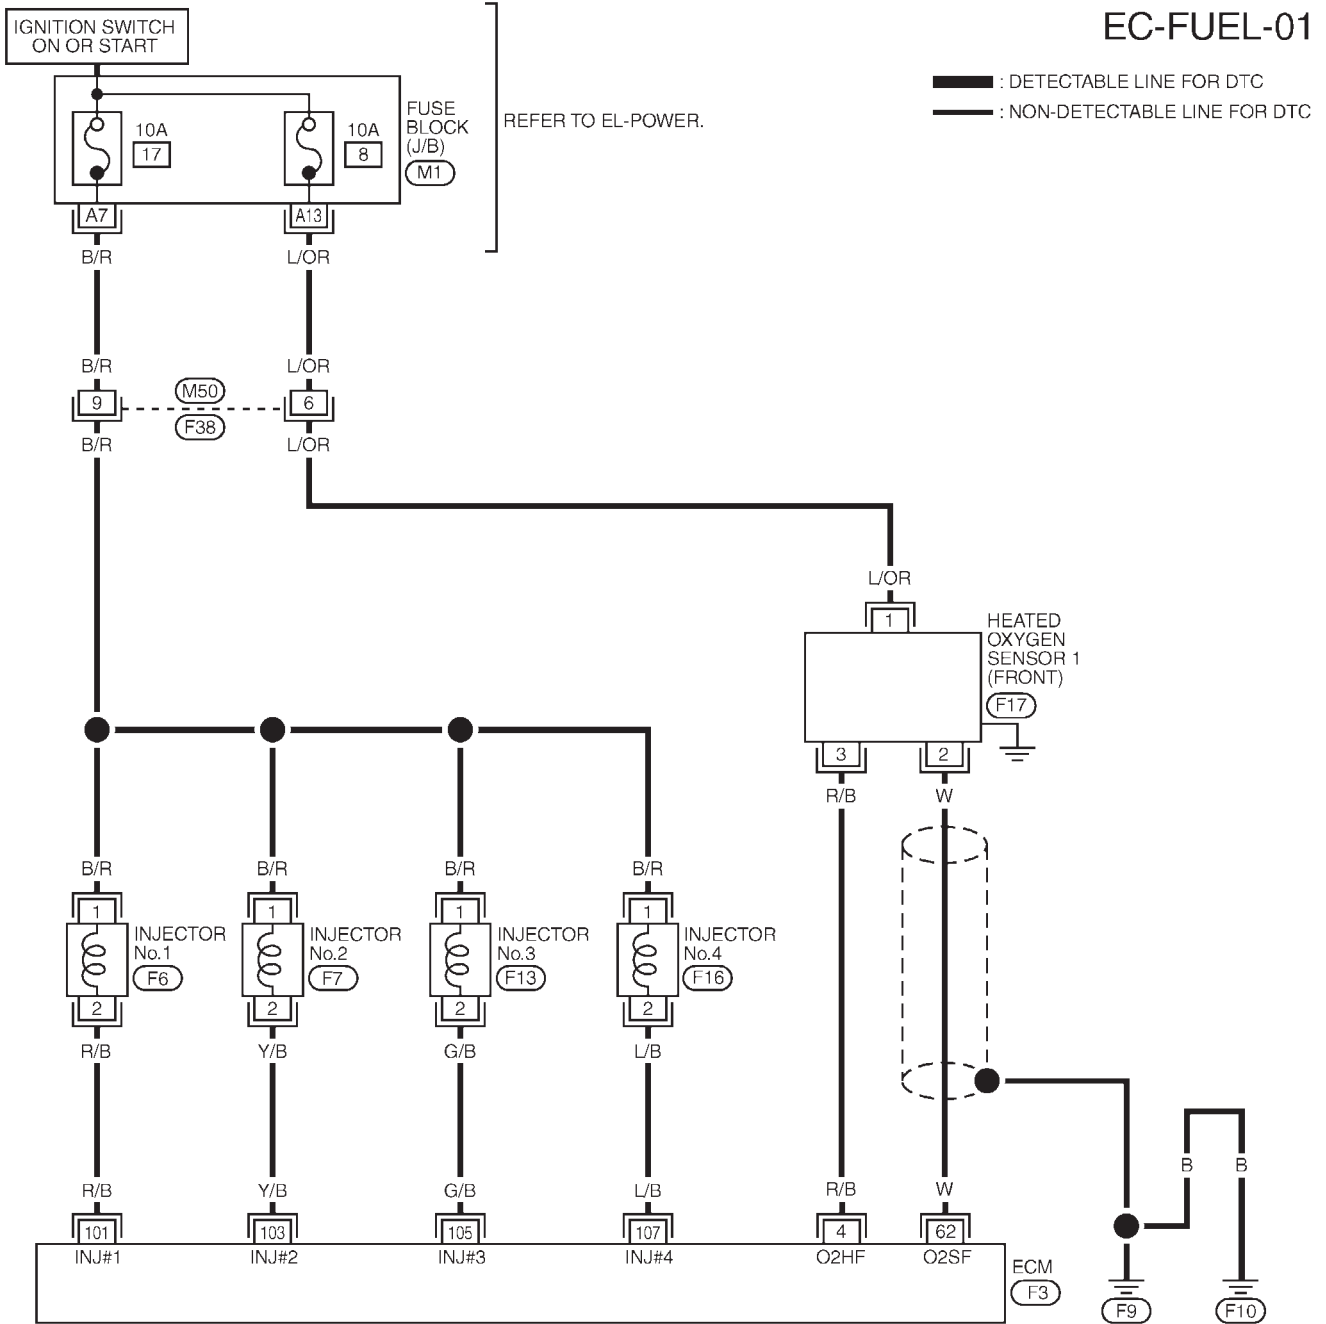 EC-FUEL-01
IGNITION SWITCH
ON OR START
: DETECTABLE LINE FOR DTC
: NON-DETECTABLE LINE FOR DTC
10A
17
10A
8
FUSE
BLOCK
(J/B)
M1
REFER TO EL-POWER.
A7
A13
B/R
L/OR
B/R
L/OR
9
M50
F38
6
B/R
L/OR
L/OR
1
HEATED
OXYGEN
SENSOR 1
(FRONT)
F17
3
2
R/B
W
B/R
B/R
B/R
B/R
1
1
1
1
INJECTOR
No.1
F6
INJECTOR
No.2
F7
INJECTOR
No.3
F13
INJECTOR
No.4
F16
2
2
2
2
R/B
Y/B
G/B
L/B
B
B
R/B
Y/B
G/B
L/B
R/B
W
101
103
105
107
4
62
INJ#1
INJ#2
INJ#3
INJ#4
O2HF
O2SF
ECM
F3
F9
F10